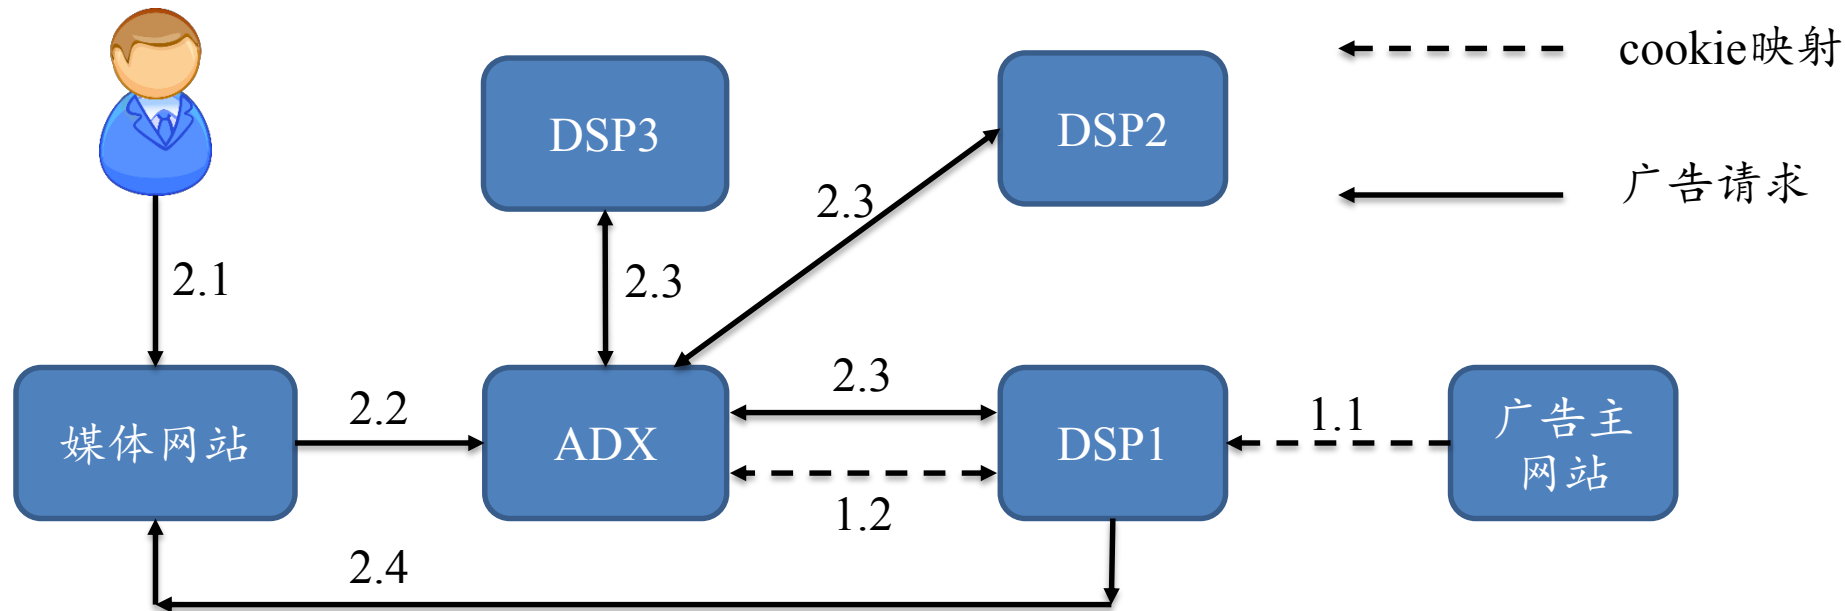 cookie映射
DSP3
DSP2
广告请求
2.3
2.1
2.3
2.3
媒体网站
2.2
ADX
DSP1
1.1
广告主
网站
1.2
2.4